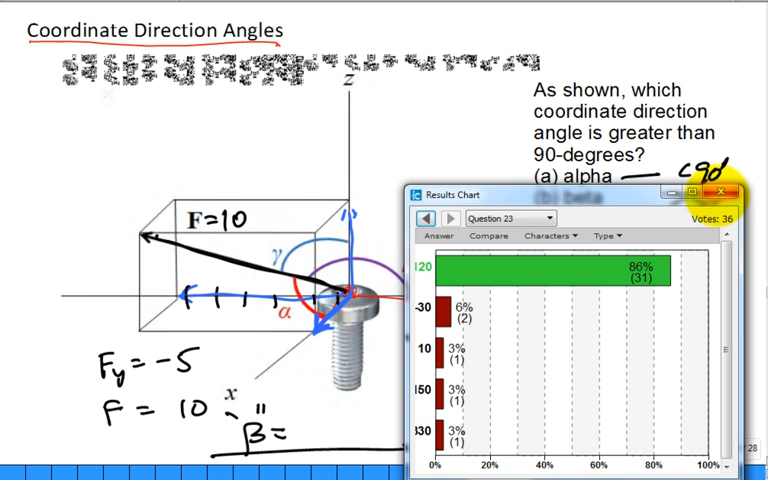 Coordinate Direction Angles
z
As shown, which
coordinate direction
angle is greater than
90-degrees?
(a) alpha — <90°
(b) beta
F=10
γ
α
x
Fy = -5
F = 10
β=
Results Chart
Question 23
Votes: 36
Answer Compare Characters Type
120 86% (31)
-30 6% (2)
10 3% (1)
150 3% (1)
330 3% (1)
0% 20% 40% 60% 80% 100%
/ 28